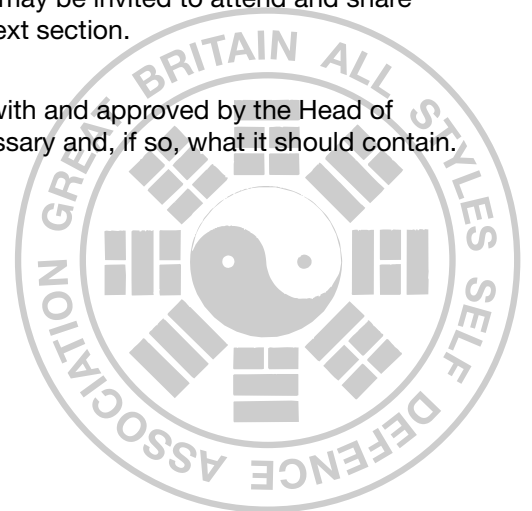 may be invited to attend and share
ext section.
with and approved by the Head of
ssary and, if so, what it should contain.
GREAT BRITAIN ALL STYLES SELF DEFENCE ASSOCIATION